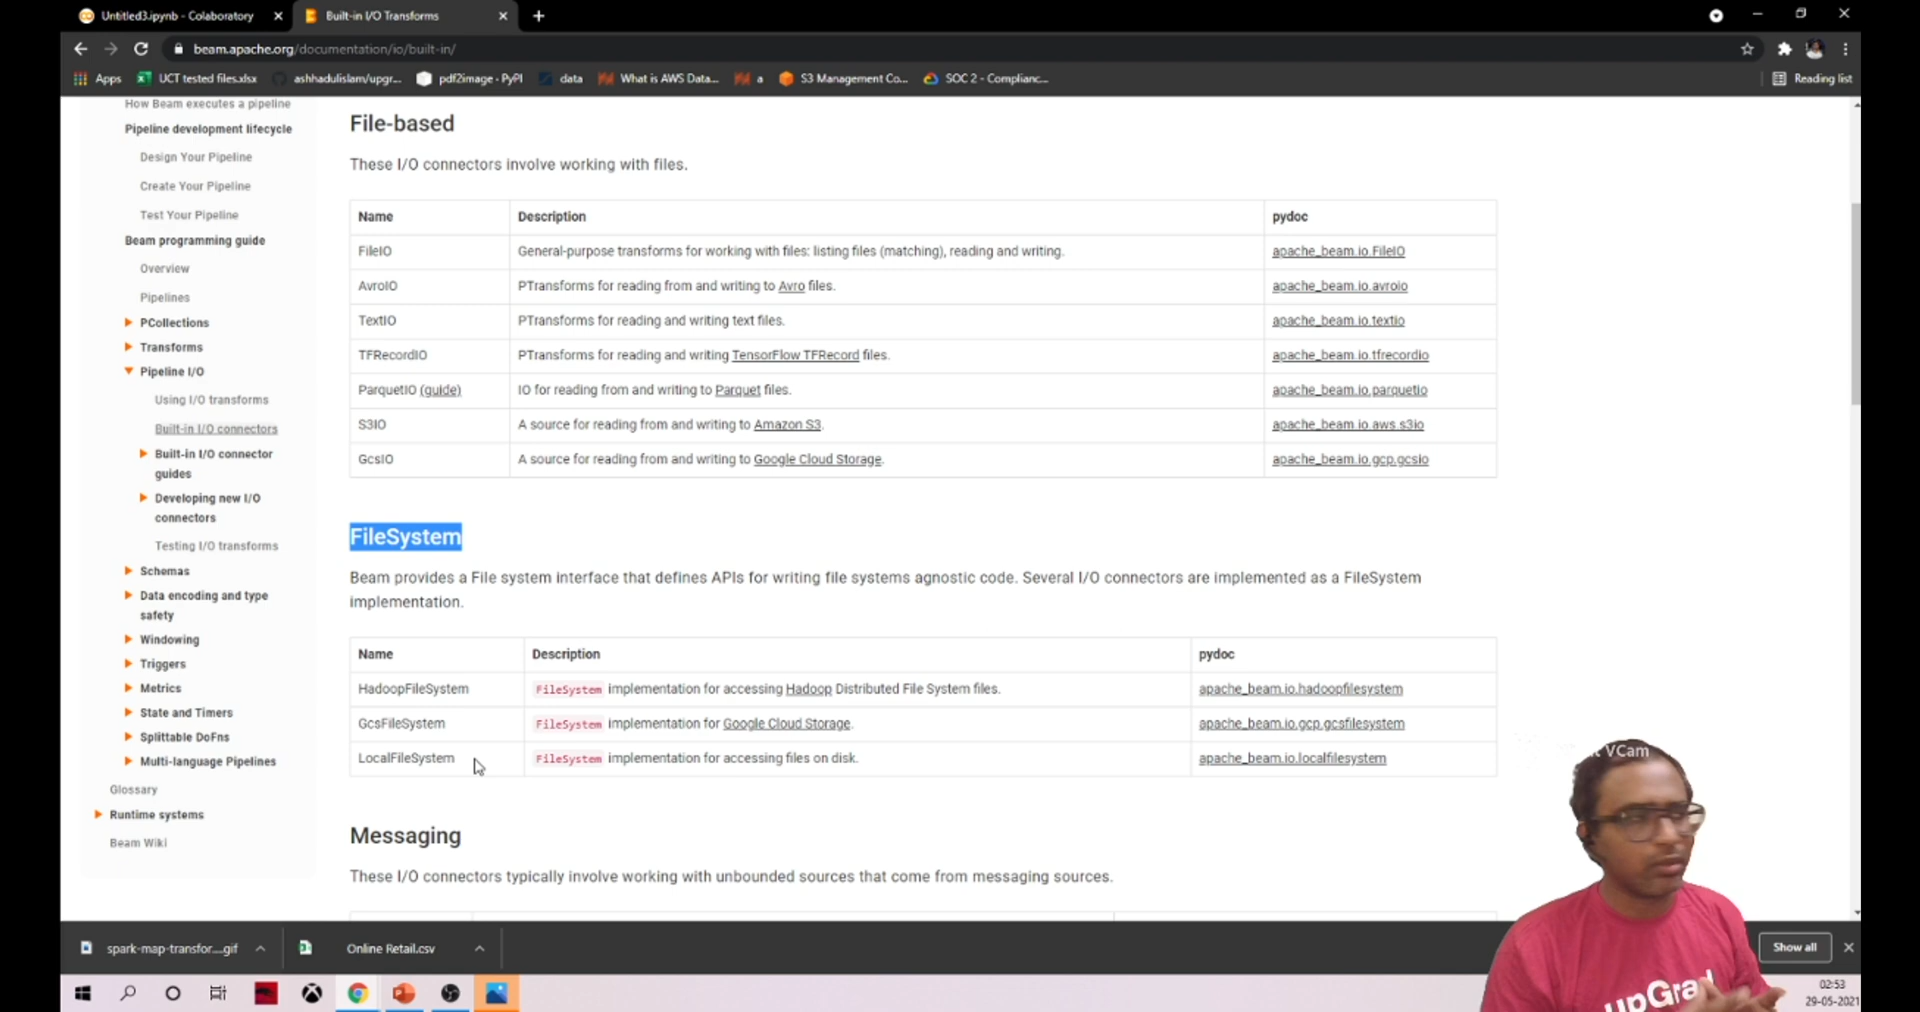 Untitled3.ipynb - Colaboratory
Built-in I/O Transforms
beam.apache.org/documentation/io/built-in/
Apps
UCT tested files.xlsx
ashhadulislam/upgr...
pdf2image · PyPI
data
What is AWS Data...
a
S3 Management Co...
SOC 2 - Complianc...
Reading list
How Beam executes a pipeline
Pipeline development lifecycle
Design Your Pipeline
Create Your Pipeline
Test Your Pipeline
Beam programming guide
Overview
Pipelines
PCollections
Transforms
Pipeline I/O
Using I/O transforms
Built-in I/O connectors
Built-in I/O connector
guides
Developing new I/O
connectors
Testing I/O transforms
Schemas
Data encoding and type
safety
Windowing
Triggers
Metrics
State and Timers
Splittable DoFns
Multi-language Pipelines
Glossary
Runtime systems
Beam Wiki
File-based
These I/O connectors involve working with files.
Name Description pydoc
FileIO General-purpose transforms for working with files: listing files (matching), reading and writing. apache_beam.io.FileIO
AvroIO PTransforms for reading from and writing to Avro files. apache_beam.io.avroio
TextIO PTransforms for reading and writing text files. apache_beam.io.textio
TFRecordIO PTransforms for reading and writing TensorFlow TFRecord files. apache_beam.io.tfrecordio
ParquetIO (guide) IO for reading from and writing to Parquet files. apache_beam.io.parquetio
S3IO A source for reading from and writing to Amazon S3. apache_beam.io.aws.s3io
GcsIO A source for reading from and writing to Google Cloud Storage. apache_beam.io.gcp.gcsio
FileSystem
Beam provides a File system interface that defines APIs for writing file systems agnostic code. Several I/O connectors are implemented as a FileSystem
implementation.
Name Description pydoc
HadoopFileSystem FileSystem implementation for accessing Hadoop Distributed File System files. apache_beam.io.hadoopfilesystem
GcsFileSystem FileSystem implementation for Google Cloud Storage. apache_beam.io.gcp.gcsfilesystem
LocalFileSystem FileSystem implementation for accessing files on disk. apache_beam.io.localfilesystem
Messaging
These I/O connectors typically involve working with unbounded sources that come from messaging sources.
VCam
upGrad
spark-map-transfor....gif
Online Retail.csv
Show all
02:53
29-05-2021